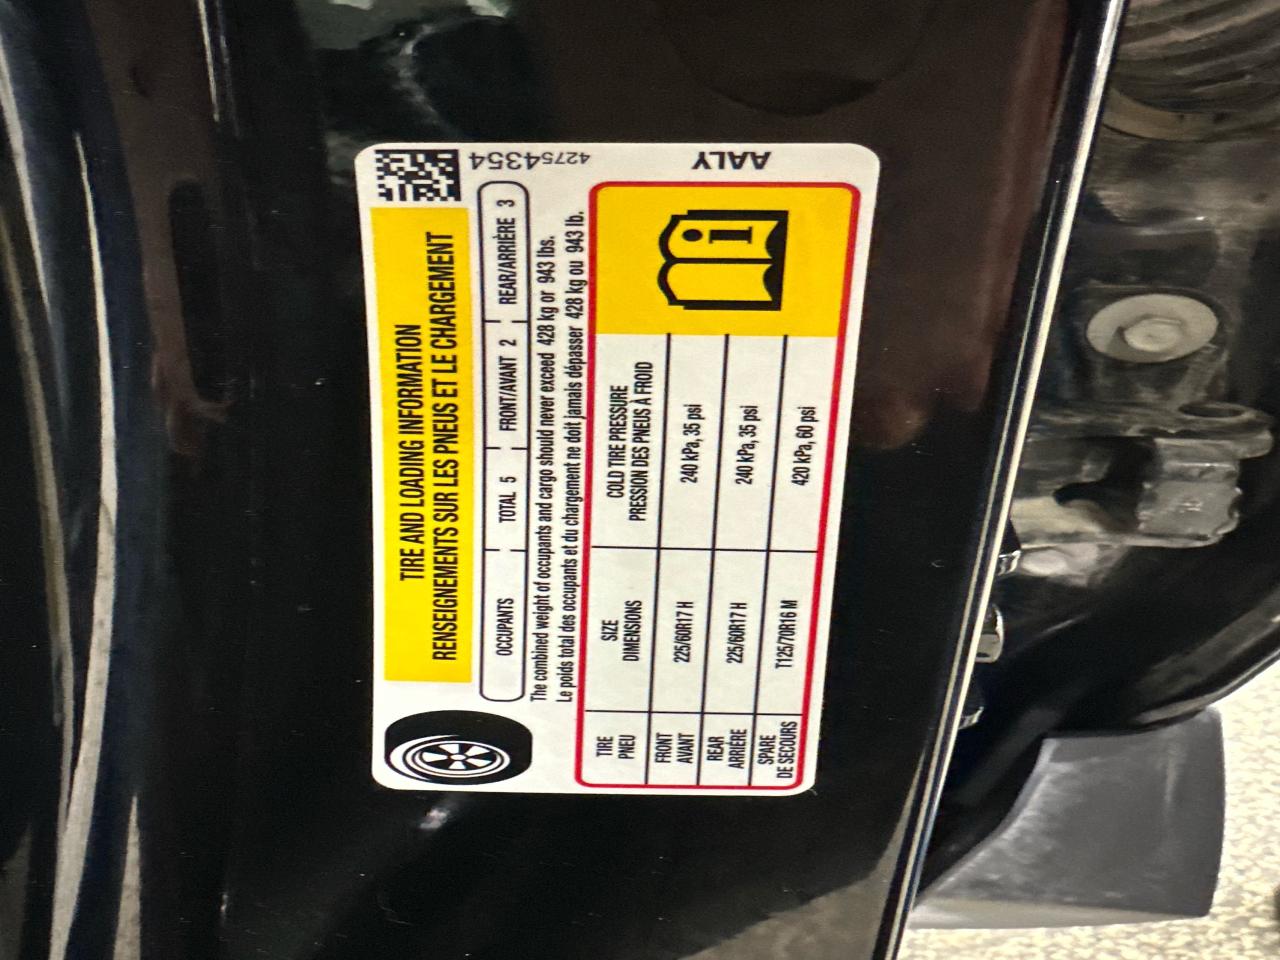 TIRE AND LOADING INFORMATION
RENSEIGNEMENTS SUR LES PNEUS ET LE CHARGEMENT
OCCUPANTS TOTAL 5 FRONT/AVANT 2 REAR/ARRIÈRE 3
The combined weight of occupants and cargo should never exceed 428 kg or 943 lbs.
Le poids total des occupants et du chargement ne doit jamais dépasser 428 kg ou 943 lb.
TIRE SIZE COLD TIRE PRESSURE
PNEU DIMENSIONS PRESSION DES PNEUS À FROID
FRONT
AVANT 225/60R17 H 240 kPa, 35 psi
REAR
ARRIÈRE 225/60R17 H 240 kPa, 35 psi
SPARE
DE SECOURS T125/70R16 M 420 kPa, 60 psi
42754354
AALY